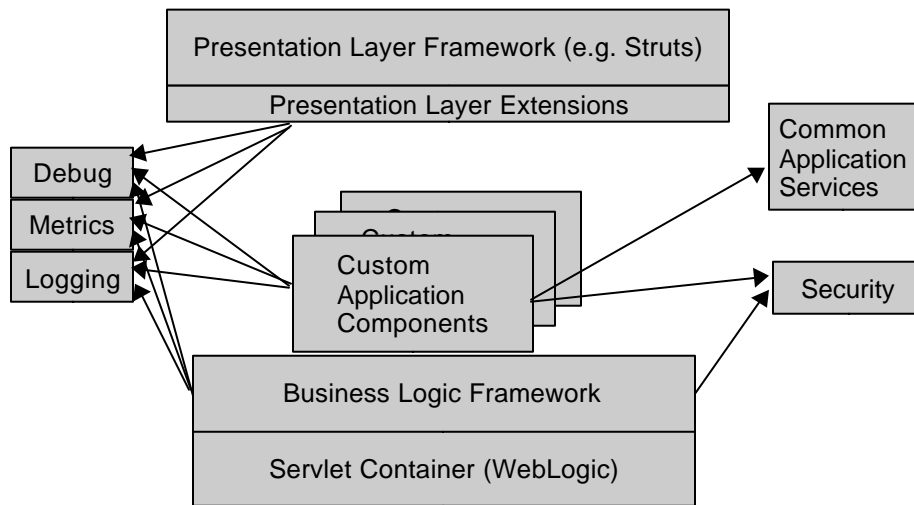 Presentation Layer Framework (e.g. Struts)
Presentation Layer Extensions
Common
Application
Services
Debug
Metrics
Logging
Custom
Custom
Application
Components
Security
Business Logic Framework
Servlet Container (WebLogic)